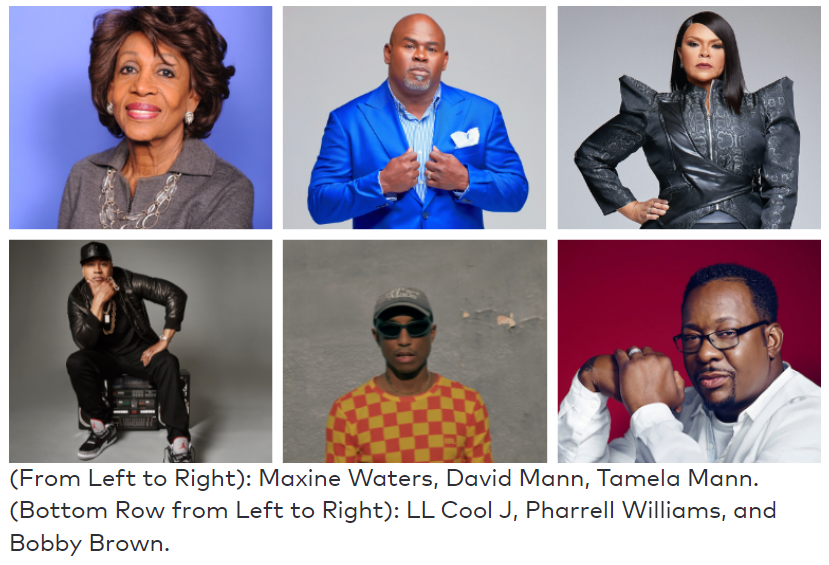 (From Left to Right): Maxine Waters, David Mann, Tamela Mann.
(Bottom Row from Left to Right): LL Cool J, Pharrell Williams, and
Bobby Brown.